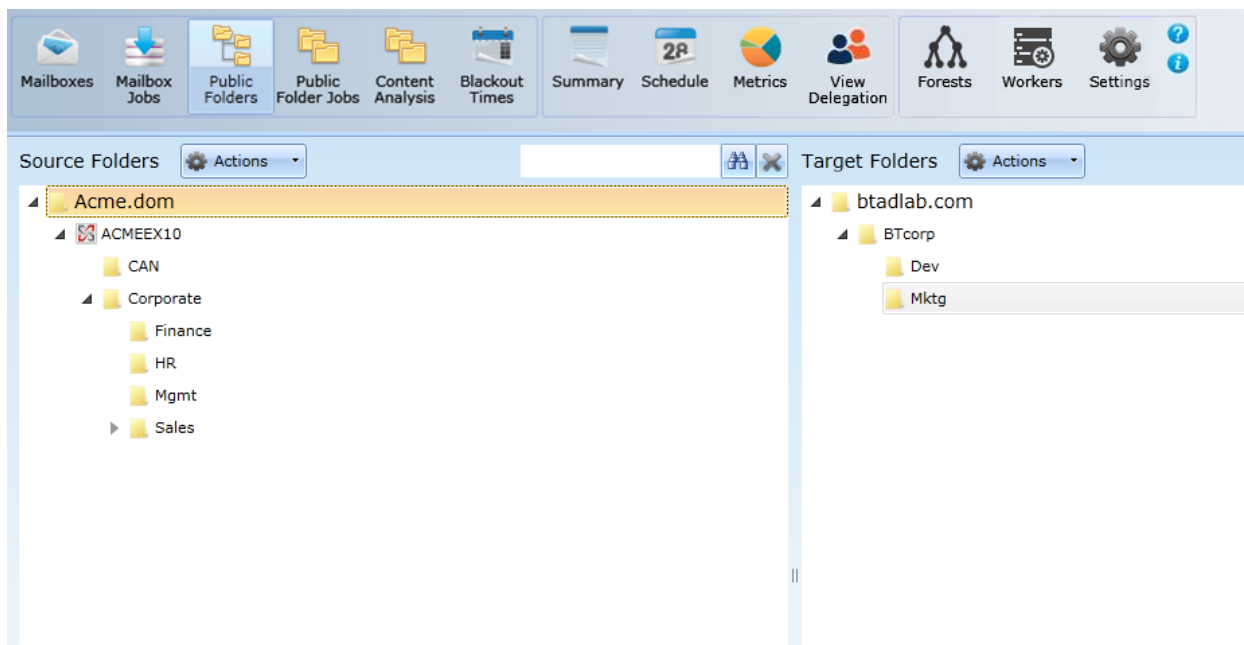 Mailboxes
Mailbox
Jobs
Public
Folders
Public
Folder Jobs
Content
Analysis
Blackout
Times
Summary
28
Schedule
Metrics
View
Delegation
Forests
Workers
Settings
?
i
Source Folders
Actions
Target Folders
Actions
Acme.dom
ACMEEX10
CAN
Corporate
Finance
HR
Mgmt
Sales
btadlab.com
BTcorp
Dev
Mktg